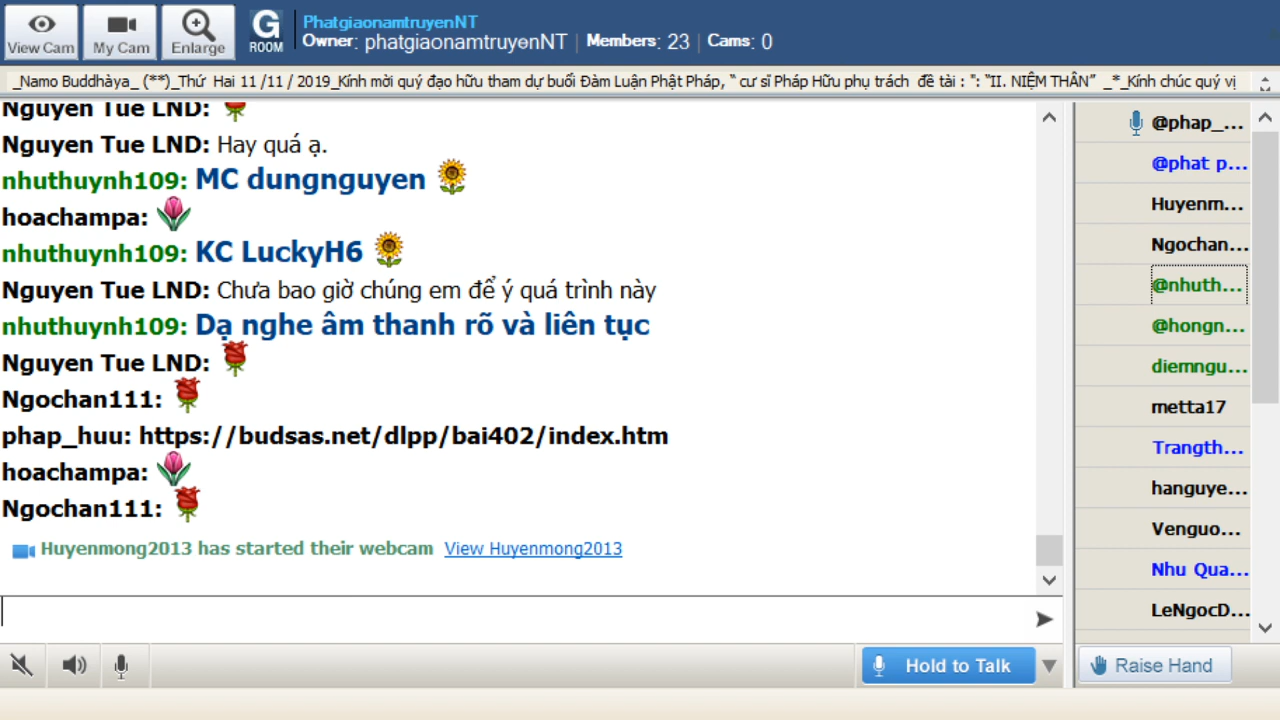 View Cam
My Cam
Enlarge
G
ROOM
PhatgiaonamtruyenNT
Owner: phatgiaonamtruyenNT | Members: 23 | Cams: 0
_Namo Buddhàya_ (**)_Thứ Hai 11 /11 / 2019_Kính mời quý đạo hữu tham dự buổi Đàm Luận Phật Pháp, “ cư sĩ Pháp Hữu phụ trách đề tài : ": “II. NIỆM THÂN” _*_Kính chúc quý vị
Nguyen Tue LND:
Nguyen Tue LND: Hay quá ạ.
nhuthuynh109: MC dungnguyen
hoachampa:
nhuthuynh109: KC LuckyH6
Nguyen Tue LND: Chưa bao giờ chúng em để ý quá trình này
nhuthuynh109: Dạ nghe âm thanh rõ và liên tục
Nguyen Tue LND:
Ngochan111:
phap_huu: https://budsas.net/dlpp/bai402/index.htm
hoachampa:
Ngochan111:
Huyenmong2013 has started their webcam View Huyenmong2013
@phap_...
@phat p...
Huyenm...
Ngochan...
@nhuth...
@hongn...
diemngu...
metta17
Trangth...
hanguye...
Venguo...
Nhu Qua...
LeNgocD...
Hold to Talk
Raise Hand